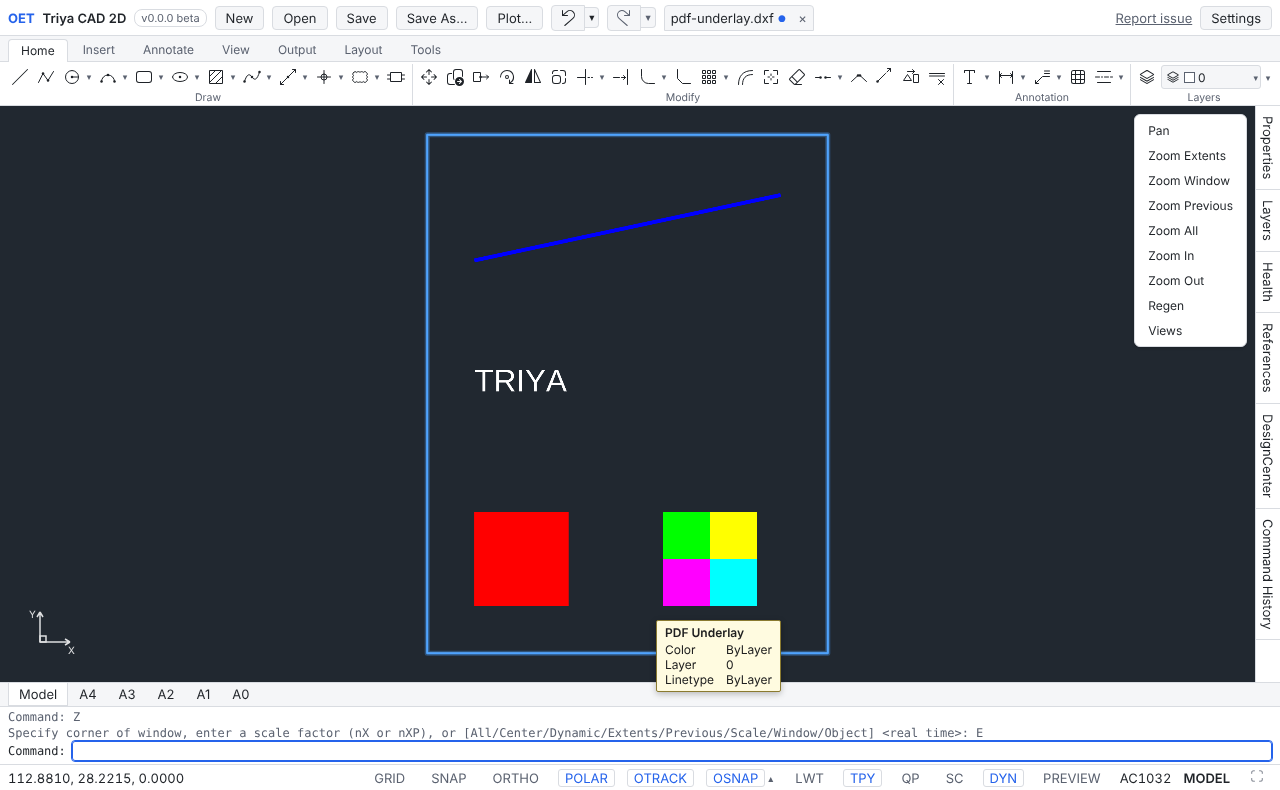 OET Triya CAD 2D v0.0.0 beta New Open Save Save As... Plot... pdf-underlay.dxf × Report issue Settings
Home Insert Annotate View Output Layout Tools
0
Draw Modify Annotation Layers
Pan
Zoom Extents
Zoom Window
Zoom Previous
Zoom All
Zoom In
Zoom Out
Regen
Views
Properties
Layers
Health
References
DesignCenter
Command History
TRIYA
PDF Underlay
Color ByLayer
Layer 0
Linetype ByLayer
Y
X
Model A4 A3 A2 A1 A0
Command: Z
Specify corner of window, enter a scale factor (nX or nXP), or [All/Center/Dynamic/Extents/Previous/Scale/Window/Object] <real time>: E
Command:
112.8810, 28.2215, 0.0000 GRID SNAP ORTHO POLAR OTRACK OSNAP LWT TPY QP SC DYN PREVIEW AC1032 MODEL